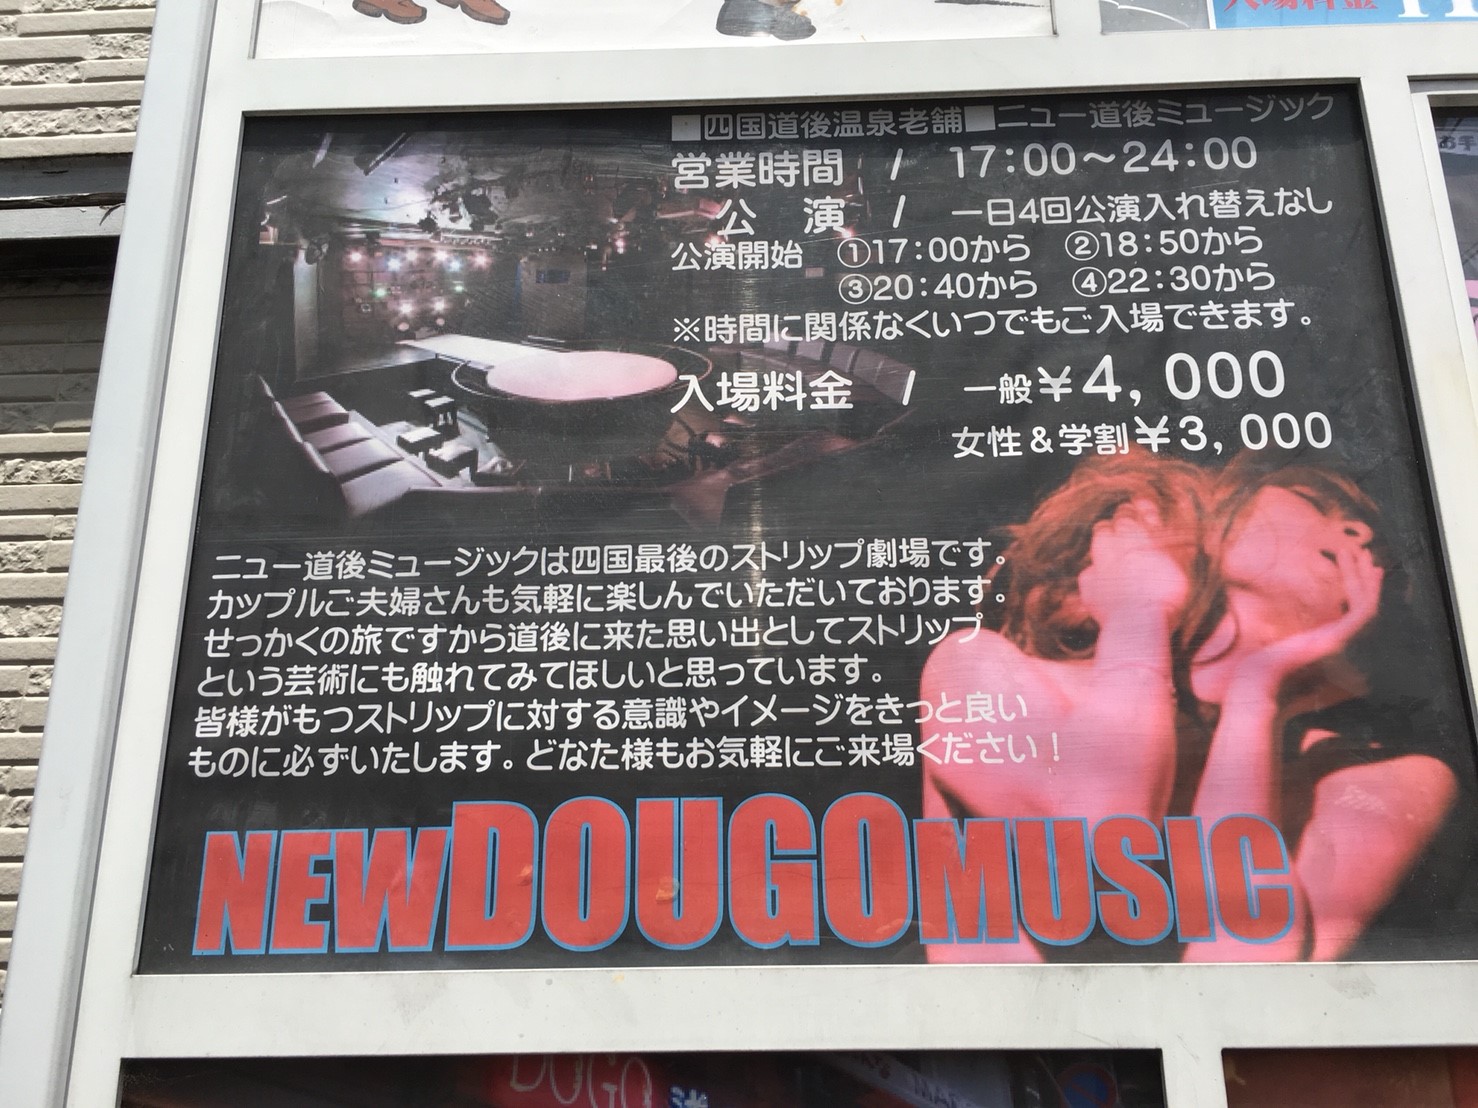 入場料金
■四国道後温泉老舗■ニュー道後ミュージック
営業時間 / 17:00～24:00
公 演 / 一日4回公演入れ替えなし
公演開始 ①17:00から ②18:50から
③20:40から ④22:30から
※時間に関係なくいつでもご入場できます。
入場料金 / 一般￥4,000
女性＆学割￥3,000
ニュー道後ミュージックは四国最後のストリップ劇場です。
カップルご夫婦さんも気軽に楽しんでいただいております。
せっかくの旅ですから道後に来た思い出としてストリップ
という芸術にも触れてみてほしいと思っています。
皆様がもつストリップに対する意識やイメージをきっと良い
ものに必ずいたします。どなた様もお気軽にご来場ください！
NEWDOUGOMUSIC
DOGO